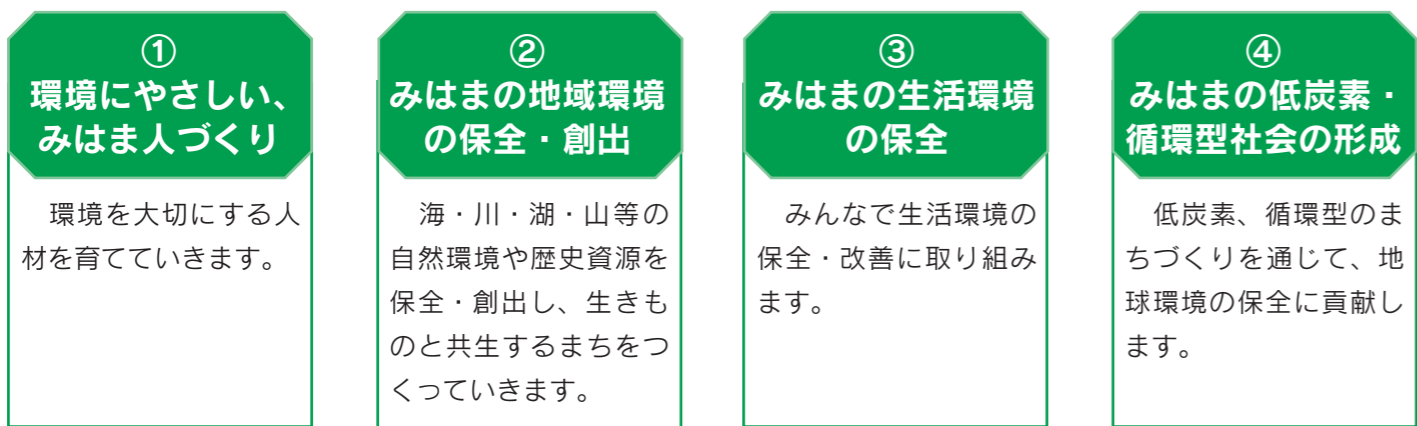 ①
環境にやさしい、
みはま人づくり
環境を大切にする人
材を育てていきます。
②
みはまの地域環境
の保全・創出
海・川・湖・山等の
自然環境や歴史資源を
保全・創出し、生きも
のと共生するまちをつ
くっていきます。
③
みはまの生活環境
の保全
みんなで生活環境の
保全・改善に取り組み
ます。
④
みはまの低炭素・
循環型社会の形成
低炭素、循環型のま
ちづくりを通じて、地
球環境の保全に貢献し
ます。